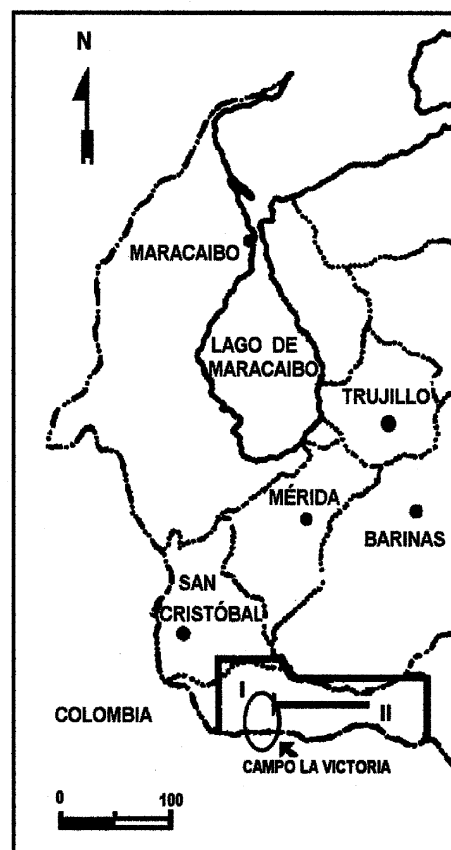 N
MARACAIBO
LAGO DE
MARACAIBO
TRUJILLO
MÉRIDA
BARINAS
SAN
CRISTÓBAL
I
II
COLOMBIA
CAMPO LA VICTORIA
0 100